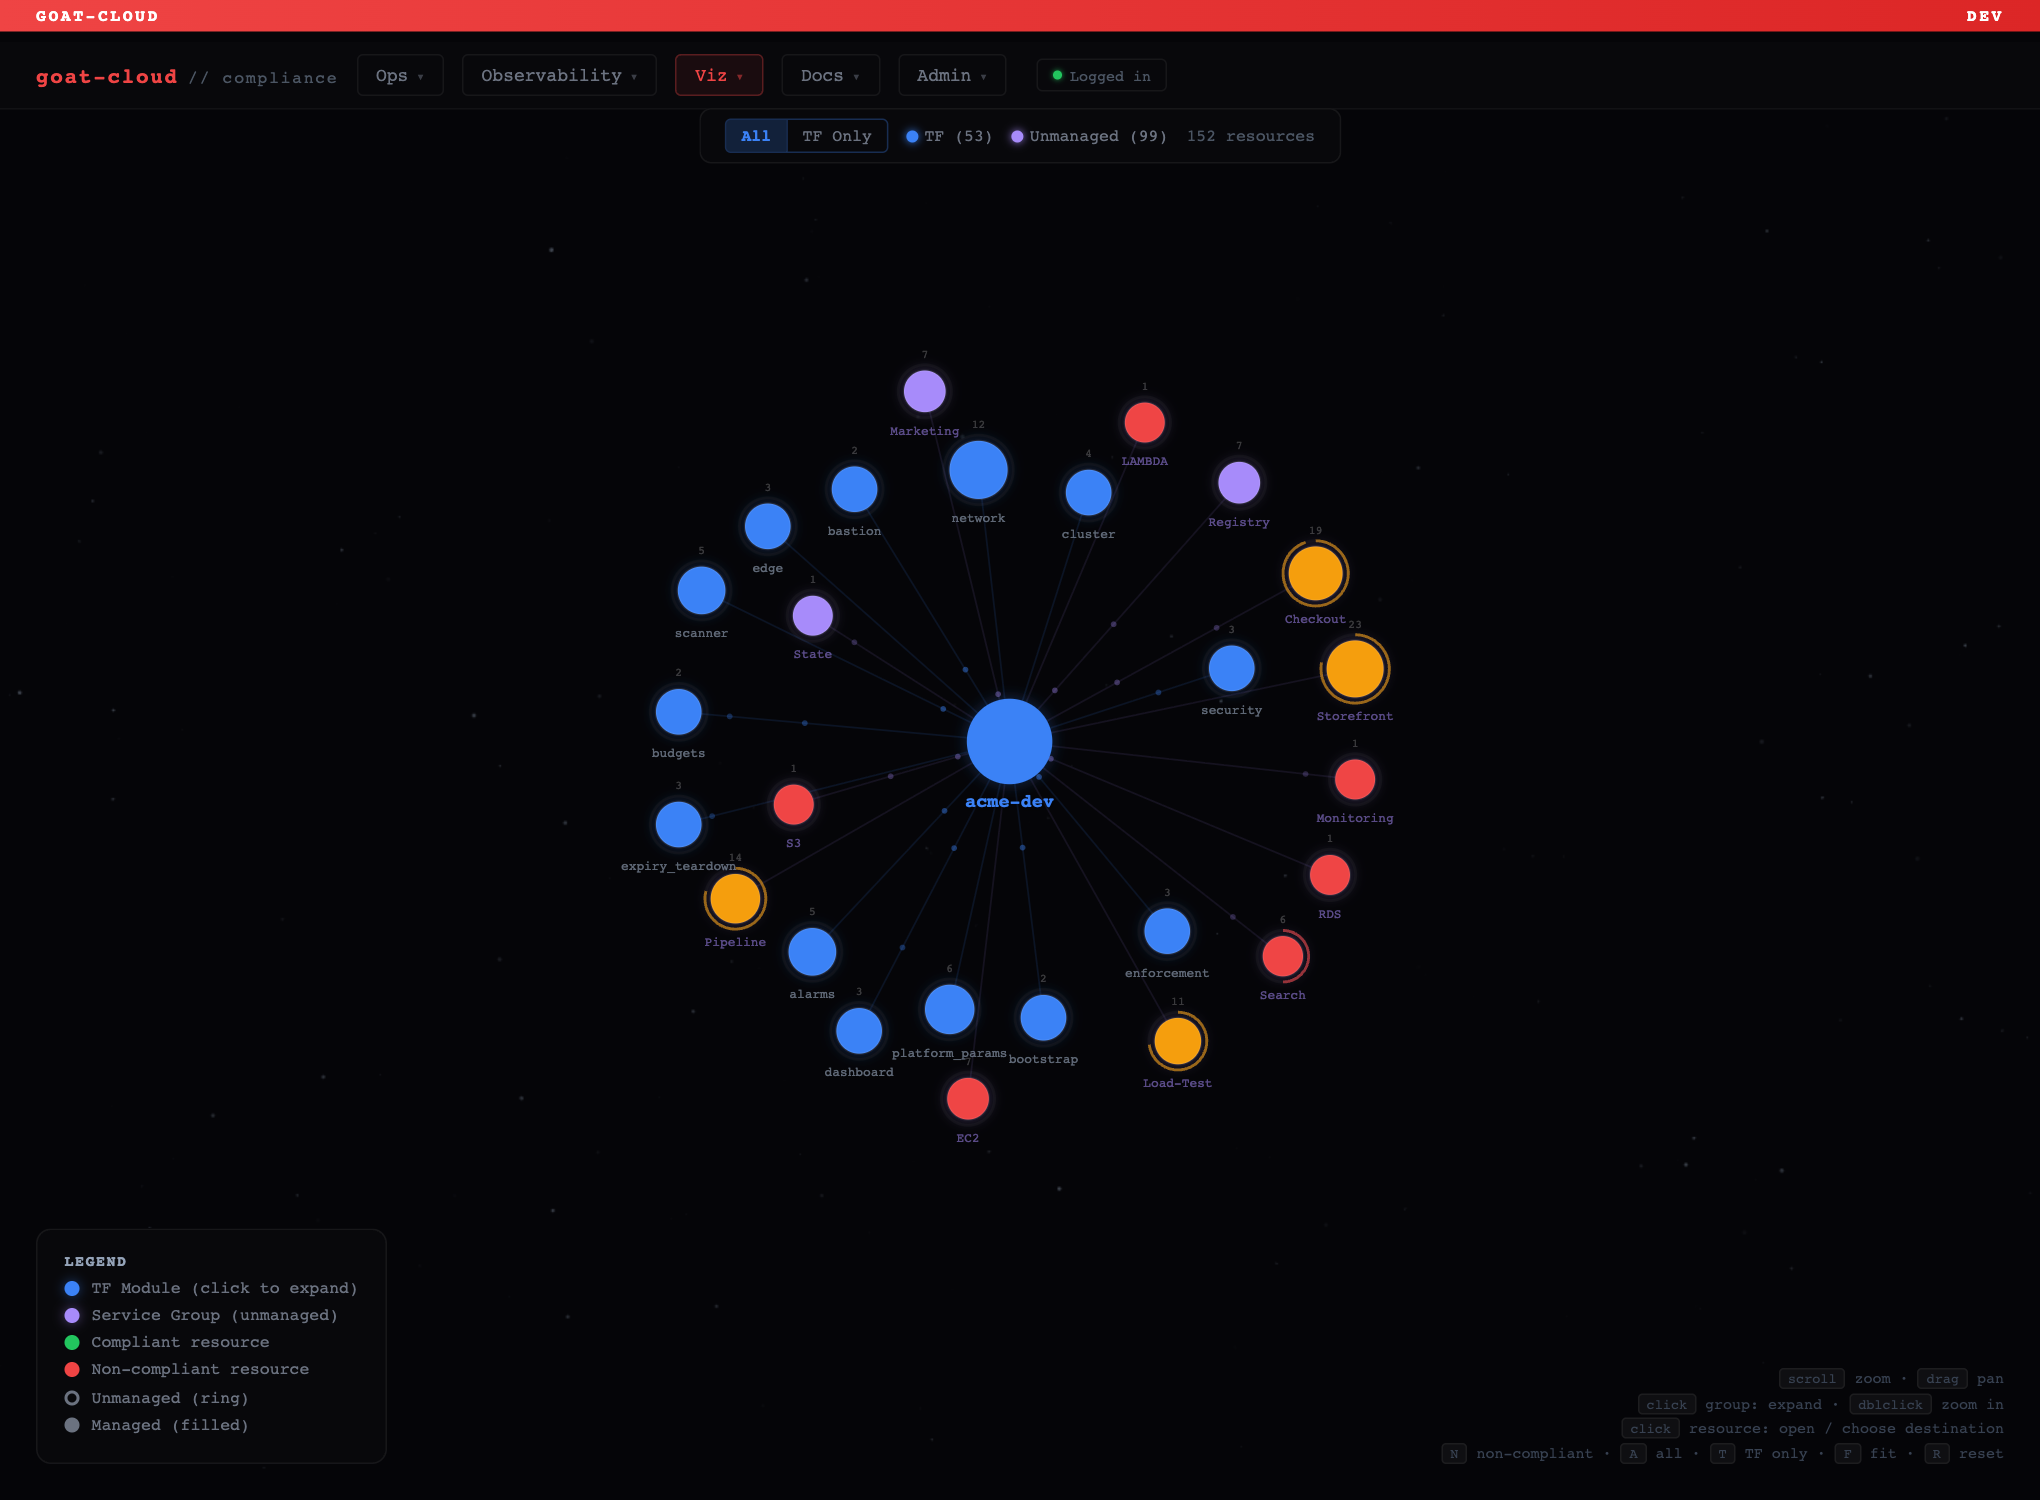 GOAT-CLOUD DEV
goat-cloud // compliance Ops ▾ Observability ▾ Viz ▾ Docs ▾ Admin ▾ Logged in
All TF Only TF (53) Unmanaged (99) 152 resources
7
Marketing
12
network
1
LAMBDA
4
cluster
7
Registry
2
bastion
3
edge
5
scanner
1
State
19
Checkout
23
Storefront
3
security
2
budgets
acme-dev
1
Monitoring
3
expiry_teardown
1
S3
1
RDS
14
Pipeline
5
alarms
3
enforcement
6
Search
3
dashboard
6
platform_params
2
bootstrap
11
Load-Test
7
EC2
LEGEND
TF Module (click to expand)
Service Group (unmanaged)
Compliant resource
Non-compliant resource
Unmanaged (ring)
Managed (filled)
scroll zoom · drag pan
click group: expand · dblclick zoom in
click resource: open / choose destination
N non-compliant · A all · T TF only · F fit · R reset